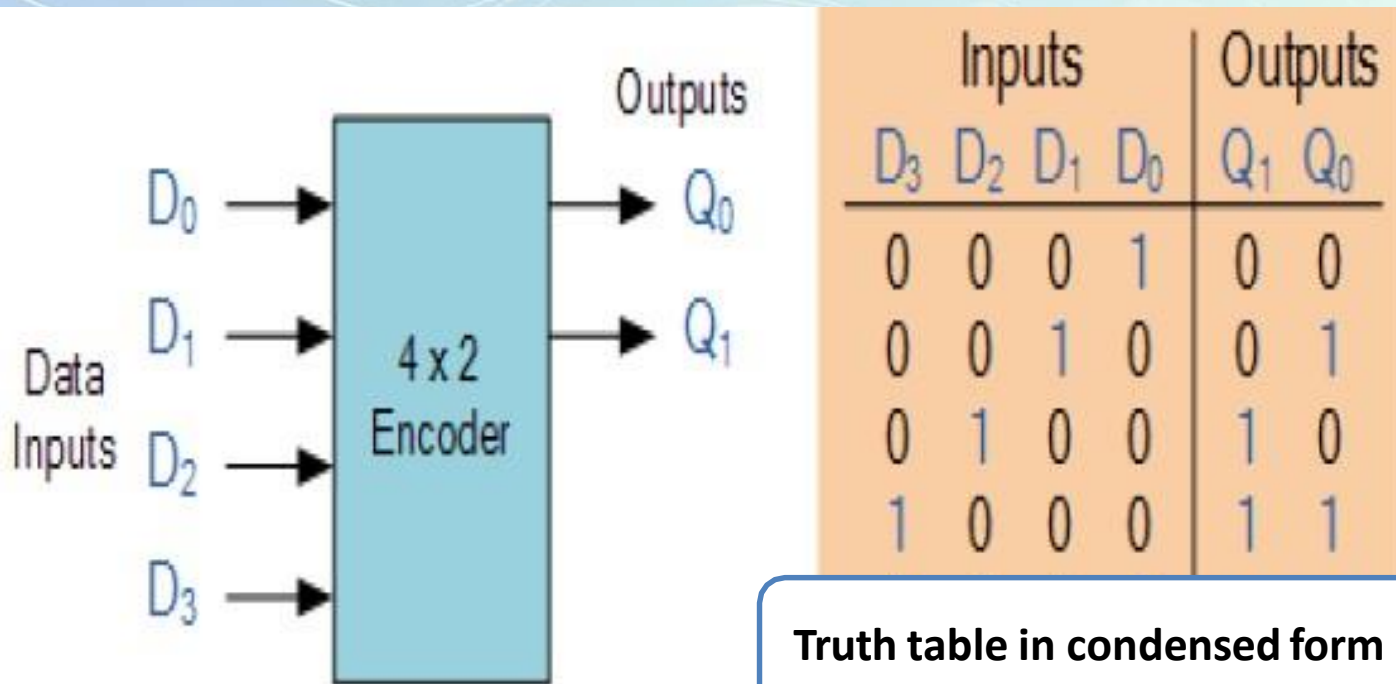 Outputs
D₀
Q₀
D₁
Q₁
Data
Inputs
4 x 2
Encoder
D₂
D₃
Inputs Outputs
D₃ D₂ D₁ D₀ Q₁ Q₀
0 0 0 1 0 0
0 0 1 0 0 1
0 1 0 0 1 0
1 0 0 0 1 1
Truth table in condensed form